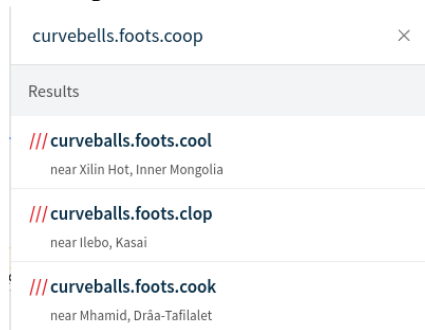 curvebells.foots.coop ×
Results
///curveballs.foots.cool
near Xilin Hot, Inner Mongolia
///curveballs.foots.clop
near Ilebo, Kasai
///curveballs.foots.cook
near Mhamid, Drâa-Tafilalet